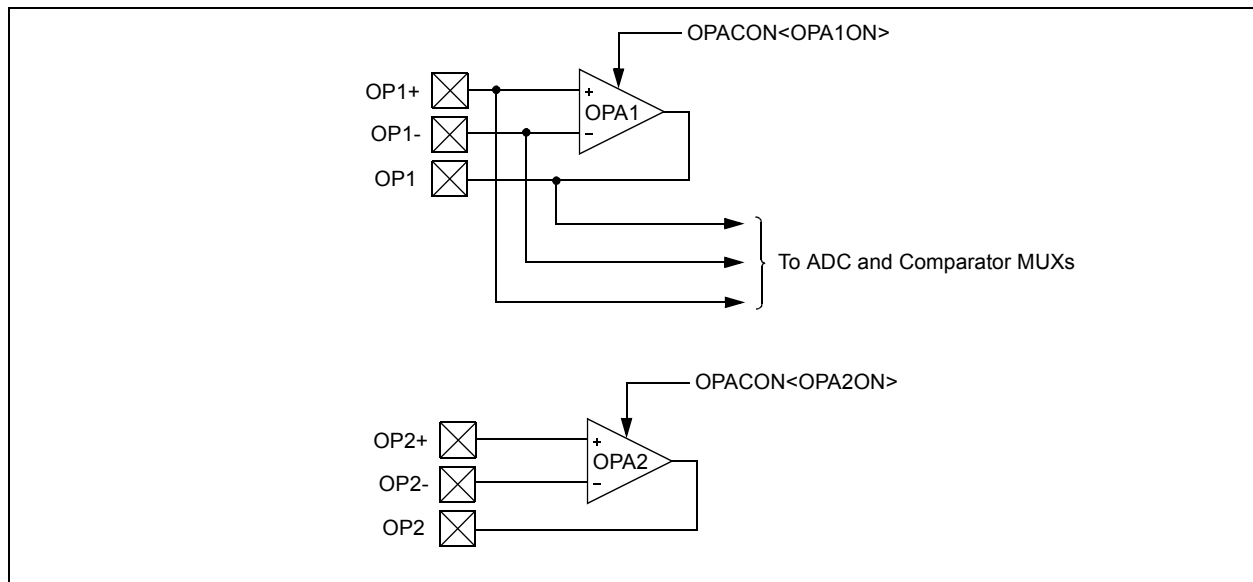 OPACON<OPA1ON>
OP1+
+
OPA1
OP1-
−
OP1
To ADC and Comparator MUXs
OPACON<OPA2ON>
OP2+
+
OPA2
OP2-
−
OP2